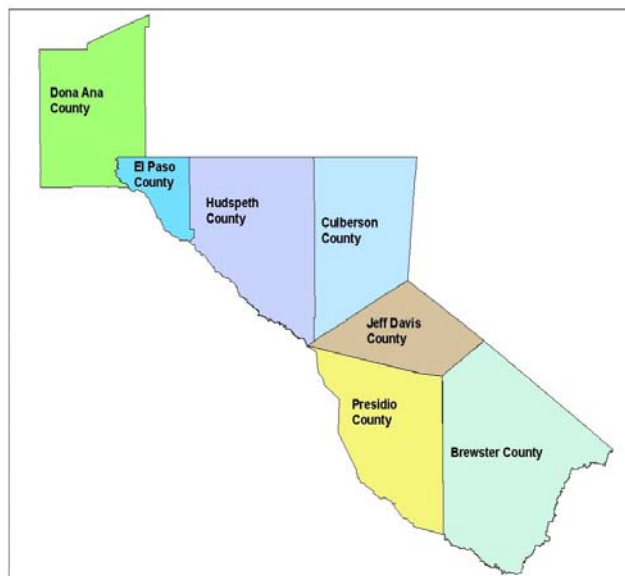 Dona Ana
County
El Paso
County
Hudspeth
County
Culberson
County
Jeff Davis
County
Presidio
County
Brewster County